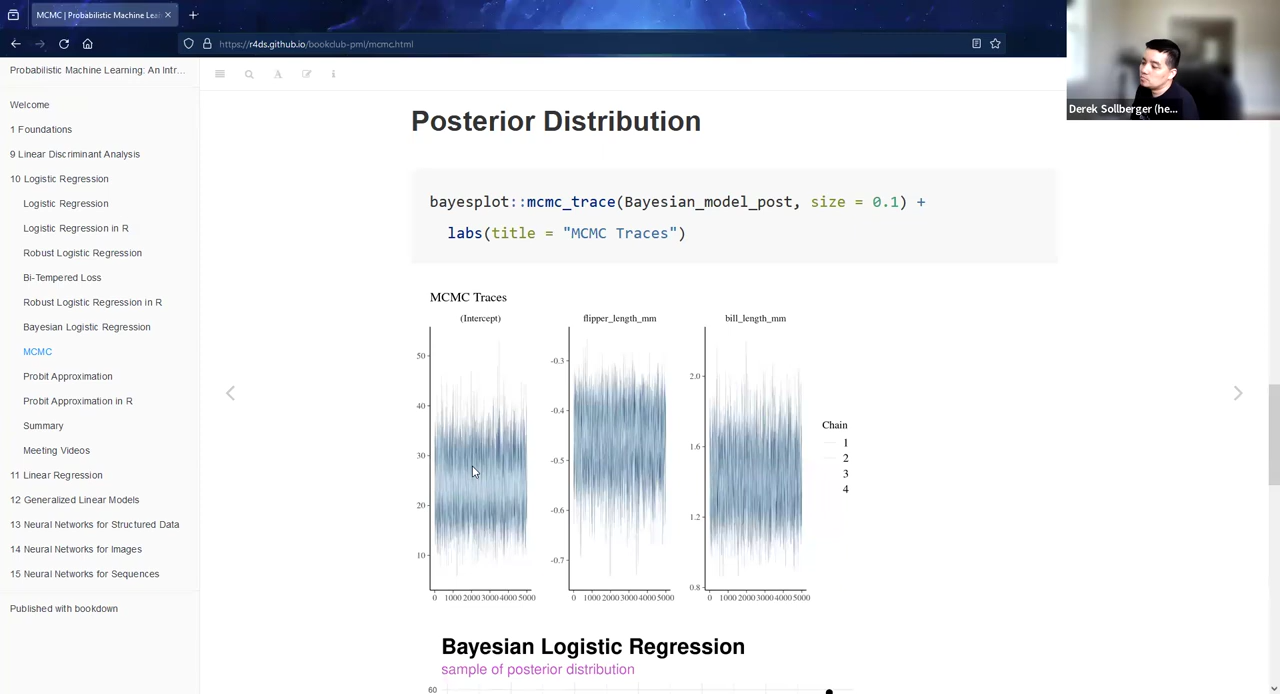 MCMC | Probabilistic Machine Lea
https://r4ds.github.io/bookclub-pml/mcmc.html
Derek Sollberger (he...
Probabilistic Machine Learning: An Intr...
Welcome
1 Foundations
9 Linear Discriminant Analysis
10 Logistic Regression
Logistic Regression
Logistic Regression in R
Robust Logistic Regression
Bi-Tempered Loss
Robust Logistic Regression in R
Bayesian Logistic Regression
MCMC
Probit Approximation
Probit Approximation in R
Summary
Meeting Videos
11 Linear Regression
12 Generalized Linear Models
13 Neural Networks for Structured Data
14 Neural Networks for Images
15 Neural Networks for Sequences
Published with bookdown
Posterior Distribution
bayesplot::mcmc_trace(Bayesian_model_post, size = 0.1) +
labs(title = "MCMC Traces")
MCMC Traces
(Intercept)
50
40
30
20
10
0 1000 2000 3000 4000 5000
flipper_length_mm
-0.3
-0.4
-0.5
-0.6
-0.7
0 1000 2000 3000 4000 5000
bill_length_mm
2.0
1.6
1.2
0.8
0 1000 2000 3000 4000 5000
Chain
1
2
3
4
Bayesian Logistic Regression
sample of posterior distribution
60